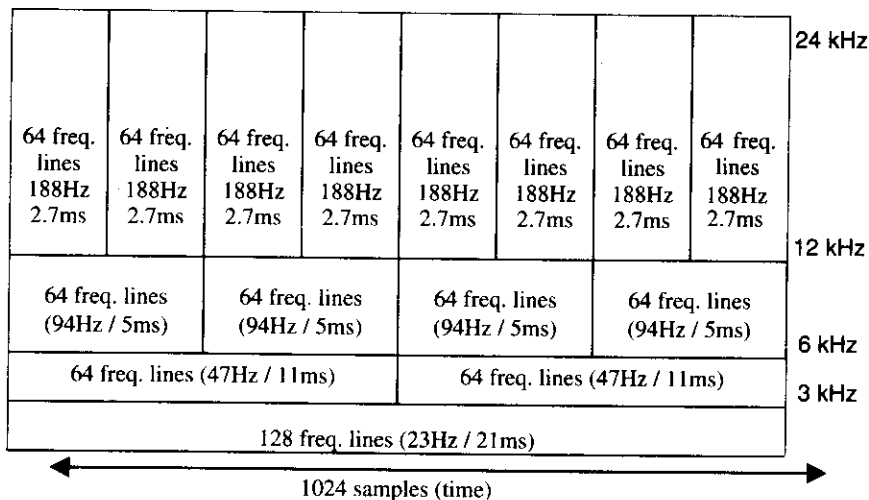 24 kHz
64 freq. 64 freq. 64 freq. 64 freq. 64 freq. 64 freq. 64 freq. 64 freq.
lines lines lines lines lines lines lines lines
188Hz 188Hz 188Hz 188Hz 188Hz 188Hz 188Hz 188Hz
2.7ms 2.7ms 2.7ms 2.7ms 2.7ms 2.7ms 2.7ms 2.7ms
12 kHz
64 freq. lines 64 freq. lines 64 freq. lines 64 freq. lines
(94Hz / 5ms) (94Hz / 5ms) (94Hz / 5ms) (94Hz / 5ms)
6 kHz
64 freq. lines (47Hz / 11ms) 64 freq. lines (47Hz / 11ms)
3 kHz
128 freq. lines (23Hz / 21ms)
1024 samples (time)